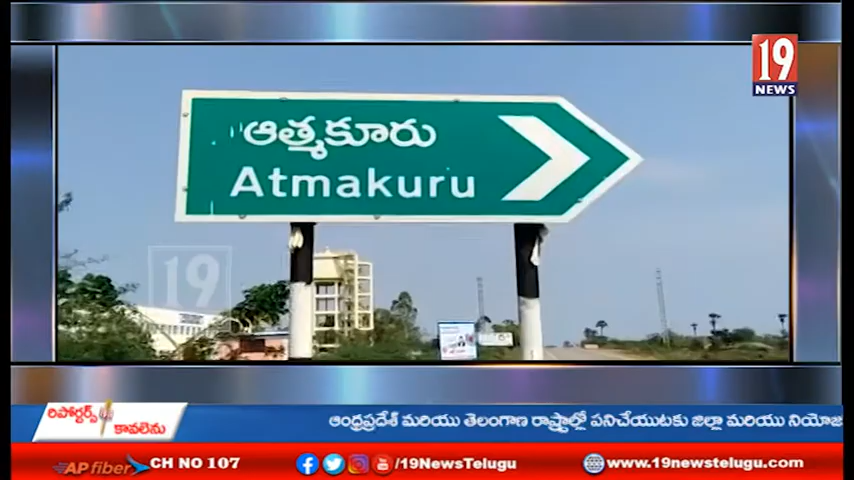 19
NEWS
ఆత్మకూరు
Atmakuru
19
రిపోర్టర్స్
కావలెను
ఆంధ్రప్రదేశ్ మరియు తెలంగాణ రాష్ట్రాల్లో పనిచేయుటకు జిల్లా మరియు నియోజ
AP fiber CH NO 107 /19NewsTelugu www.19newstelugu.com